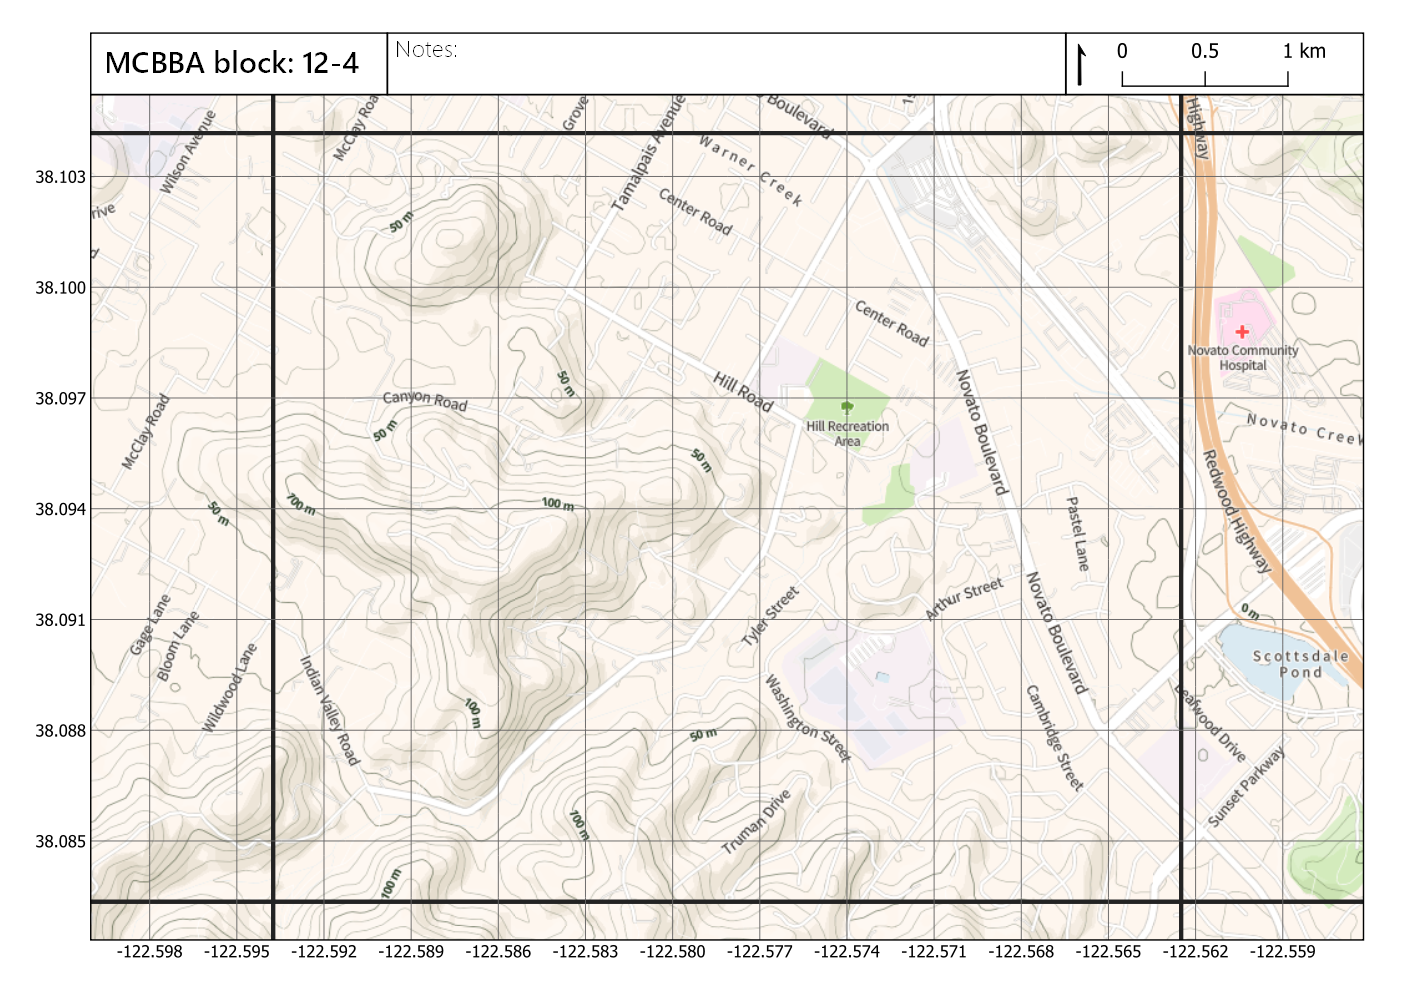 MCBBA block: 12-4
Notes:
0 0.5 1 km
Wilson Avenue
McClay Roa
Grove
Tamalpais Avenue
Boulevard
Highway
Warner Creek
38.103
rive
50 m
Center Road
38.100
Center Road
Novato Community
Hospital
50 m
Hill Road
38.097
Canyon Road
Novato Boulevard
McClay Road
50 m
Hill Recreation
Area
Novato Creek
50 m
Redwood Highway
100 m
100 m
38.094
50 m
Pastel Lane
Arthur Street
Novato Boulevard
Tyler Street
0 m
38.091
Gage Lane
Bloom Lane
Wildwood Lane
Indian Valley Road
Scottsdale
Pond
100 m
Washington Street
Cambridge Street
Leafwood Drive
38.088
50 m
Sunset Parkway
Truman Drive
100 m
38.085
100 m
-122.598 -122.595 -122.592 -122.589 -122.586 -122.583 -122.580 -122.577 -122.574 -122.571 -122.568 -122.565 -122.562 -122.559